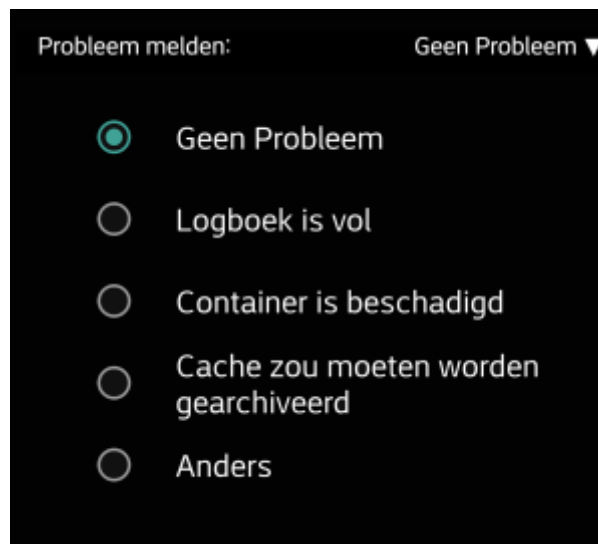 Probleem melden: Geen Probleem ▼
Geen Probleem
Logboek is vol
Container is beschadigd
Cache zou moeten worden
gearchiveerd
Anders